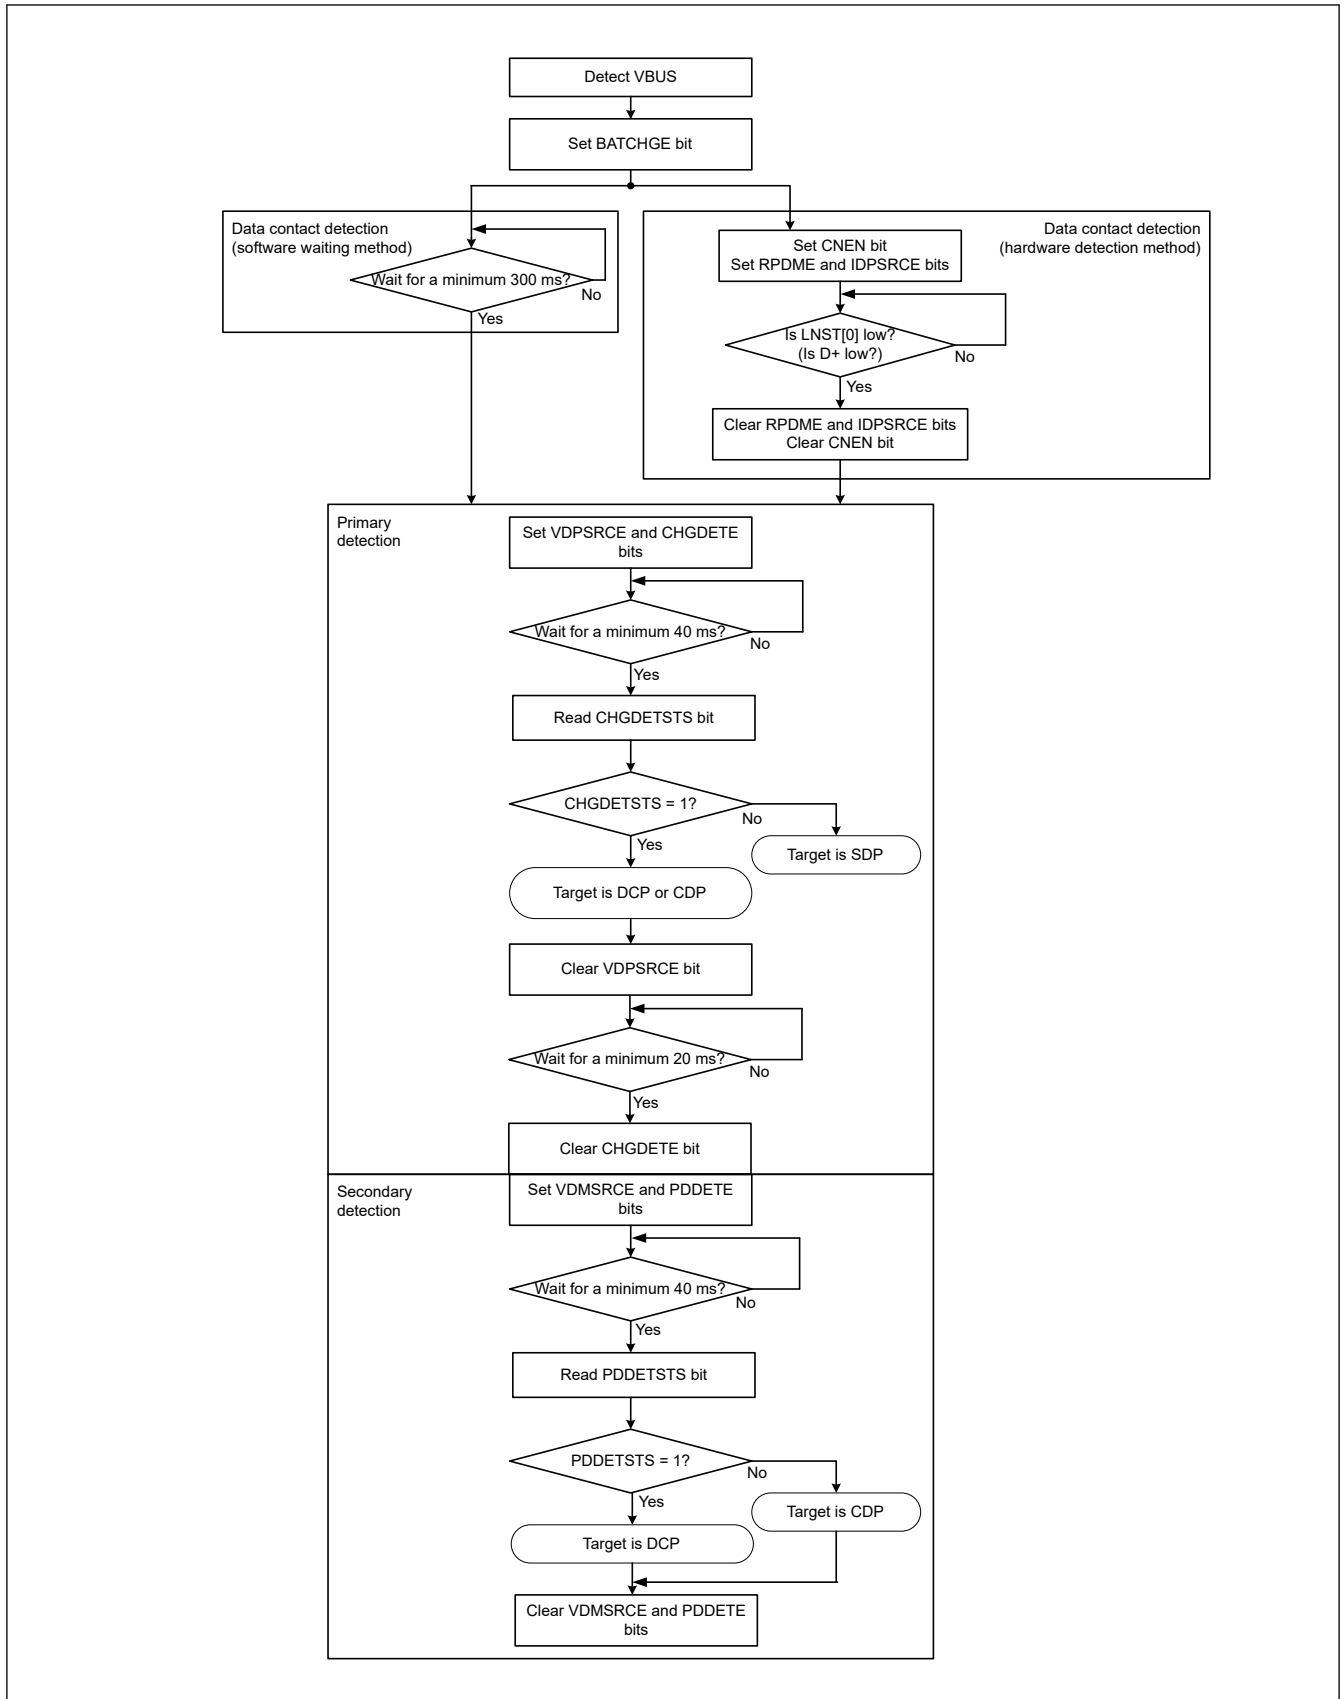 Detect VBUS
Set BATCHGE bit
Data contact detection
(software waiting method)
Wait for a minimum 300 ms?
No
Yes
Data contact detection
(hardware detection method)
Set CNEN bit
Set RPDME and IDPSRCE bits
Is LNST[0] low?
(Is D+ low?)
No
Yes
Clear RPDME and IDPSRCE bits
Clear CNEN bit
Primary
detection
Set VDPSRCE and CHGDETE
bits
Wait for a minimum 40 ms?
No
Yes
Read CHGDETSTS bit
CHGDETSTS = 1?
No
Yes
Target is SDP
Target is DCP or CDP
Clear VDPSRCE bit
Wait for a minimum 20 ms?
No
Yes
Clear CHGDETE bit
Secondary
detection
Set VDMSRCE and PDDETE
bits
Wait for a minimum 40 ms?
No
Yes
Read PDDETSTS bit
PDDETSTS = 1?
No
Yes
Target is CDP
Target is DCP
Clear VDMSRCE and PDDETE
bits